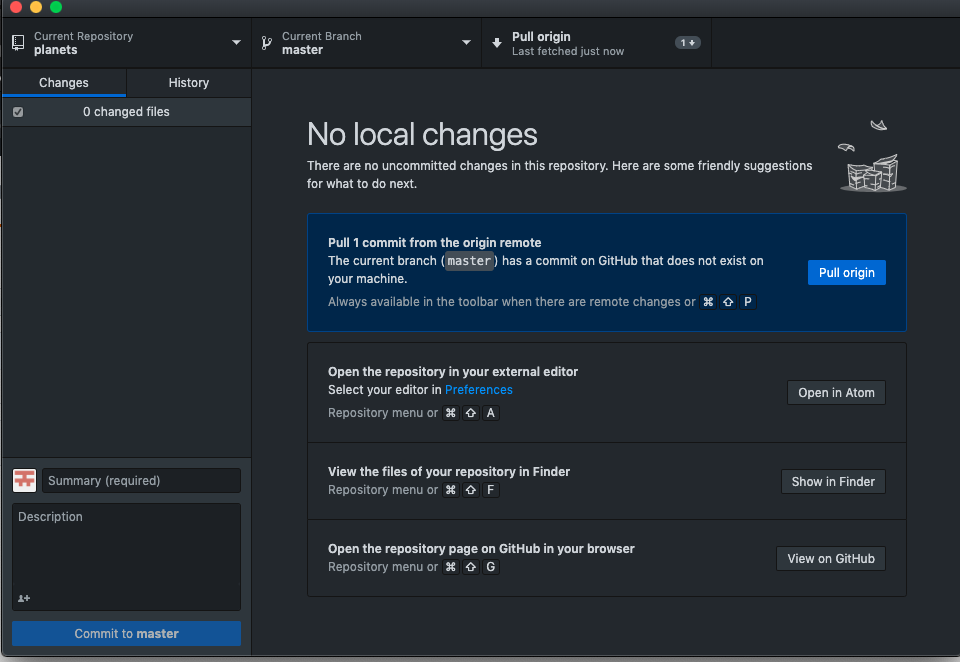 Current Repository
planets
Current Branch
master
Pull origin
Last fetched just now
1
Changes
History
0 changed files
No local changes
There are no uncommitted changes in this repository. Here are some friendly suggestions
for what to do next.
Pull 1 commit from the origin remote
The current branch (master) has a commit on GitHub that does not exist on
your machine.
Always available in the toolbar when there are remote changes or ⌘ ⇧ P
Pull origin
Open the repository in your external editor
Select your editor in Preferences
Repository menu or ⌘ ⇧ A
Open in Atom
View the files of your repository in Finder
Repository menu or ⌘ ⇧ F
Show in Finder
Open the repository page on GitHub in your browser
Repository menu or ⌘ ⇧ G
View on GitHub
Summary (required)
Description
Commit to master